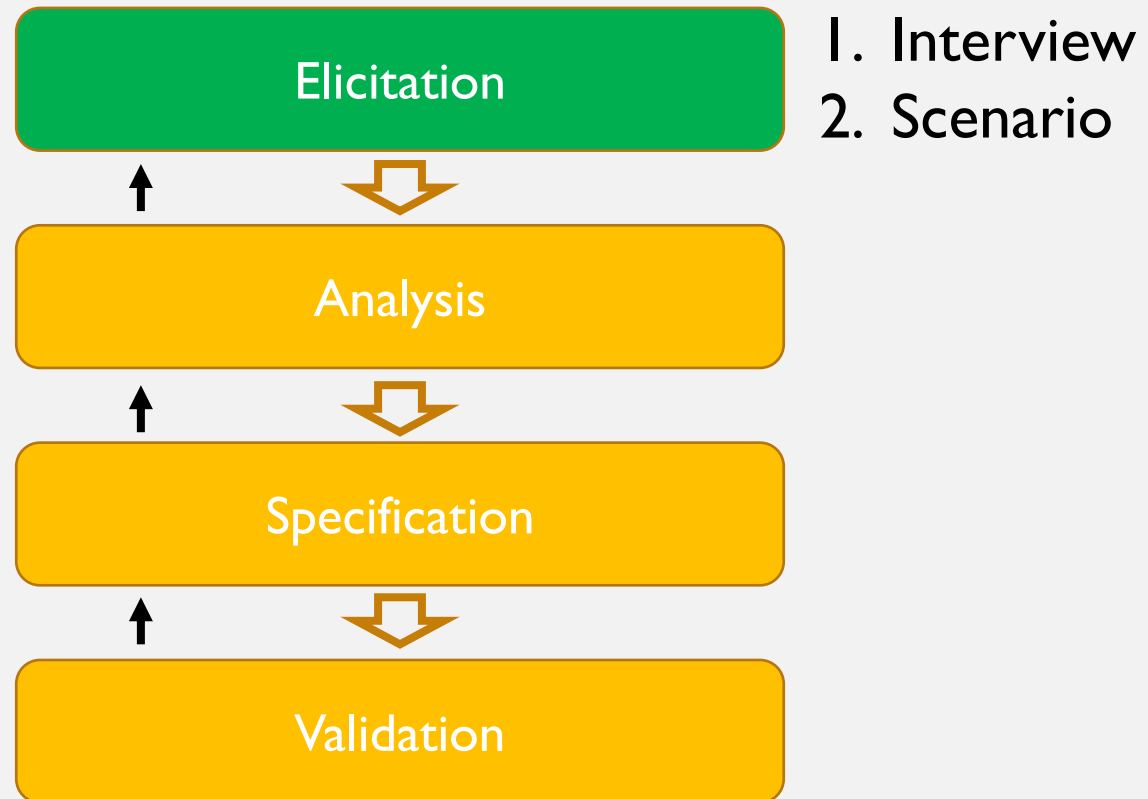 Elicitation
1. Interview
2. Scenario
Analysis
Specification
Validation